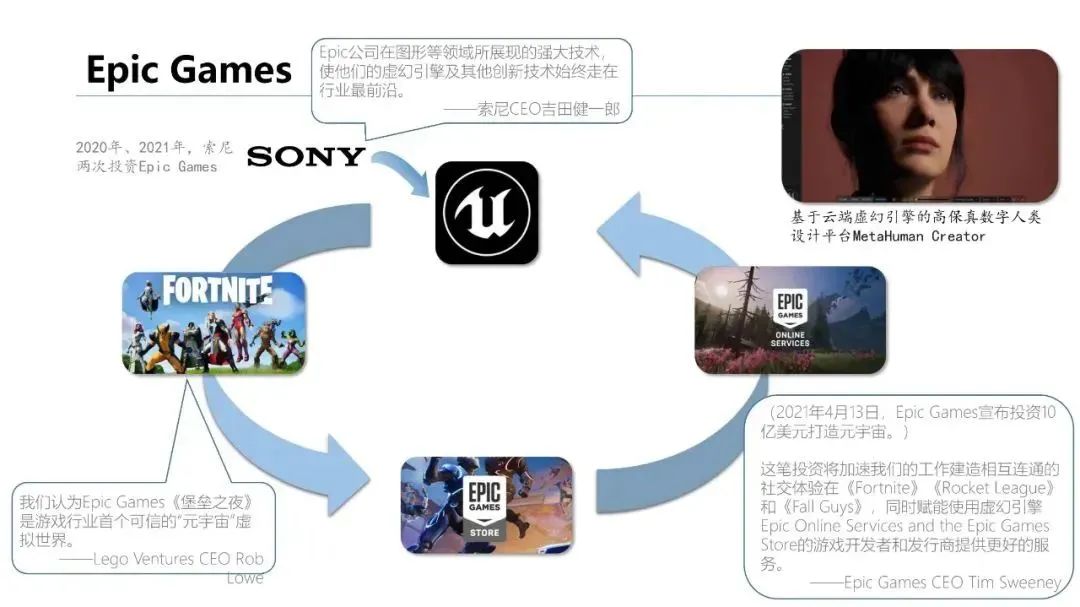 Epic Games
Epic公司在图形等领域所展现的强大技术，
使他们的虚幻引擎及其他创新技术始终走在
行业最前沿。
——索尼CEO吉田健一郎
2020年、2021年，索尼
两次投资Epic Games
SONY
基于云端虚幻引擎的高保真数字人类
设计平台MetaHuman Creator
FORTNITE
EPIC
GAMES
ONLINE
SERVICES
EPIC
GAMES
STORE
我们认为Epic Games《堡垒之夜》
是游戏行业首个可信的“元宇宙”虚
拟世界。
——Lego Ventures CEO Rob
Lowe
（2021年4月13日，Epic Games宣布投资10
亿美元打造元宇宙。）
这笔投资将加速我们的工作建造相互连通的
社交体验在《Fortnite》《Rocket League》
和《Fall Guys》，同时赋能使用虚幻引擎
Epic Online Services and the Epic Games
Store的游戏开发者和发行商提供更好的服
务。
——Epic Games CEO Tim Sweeney